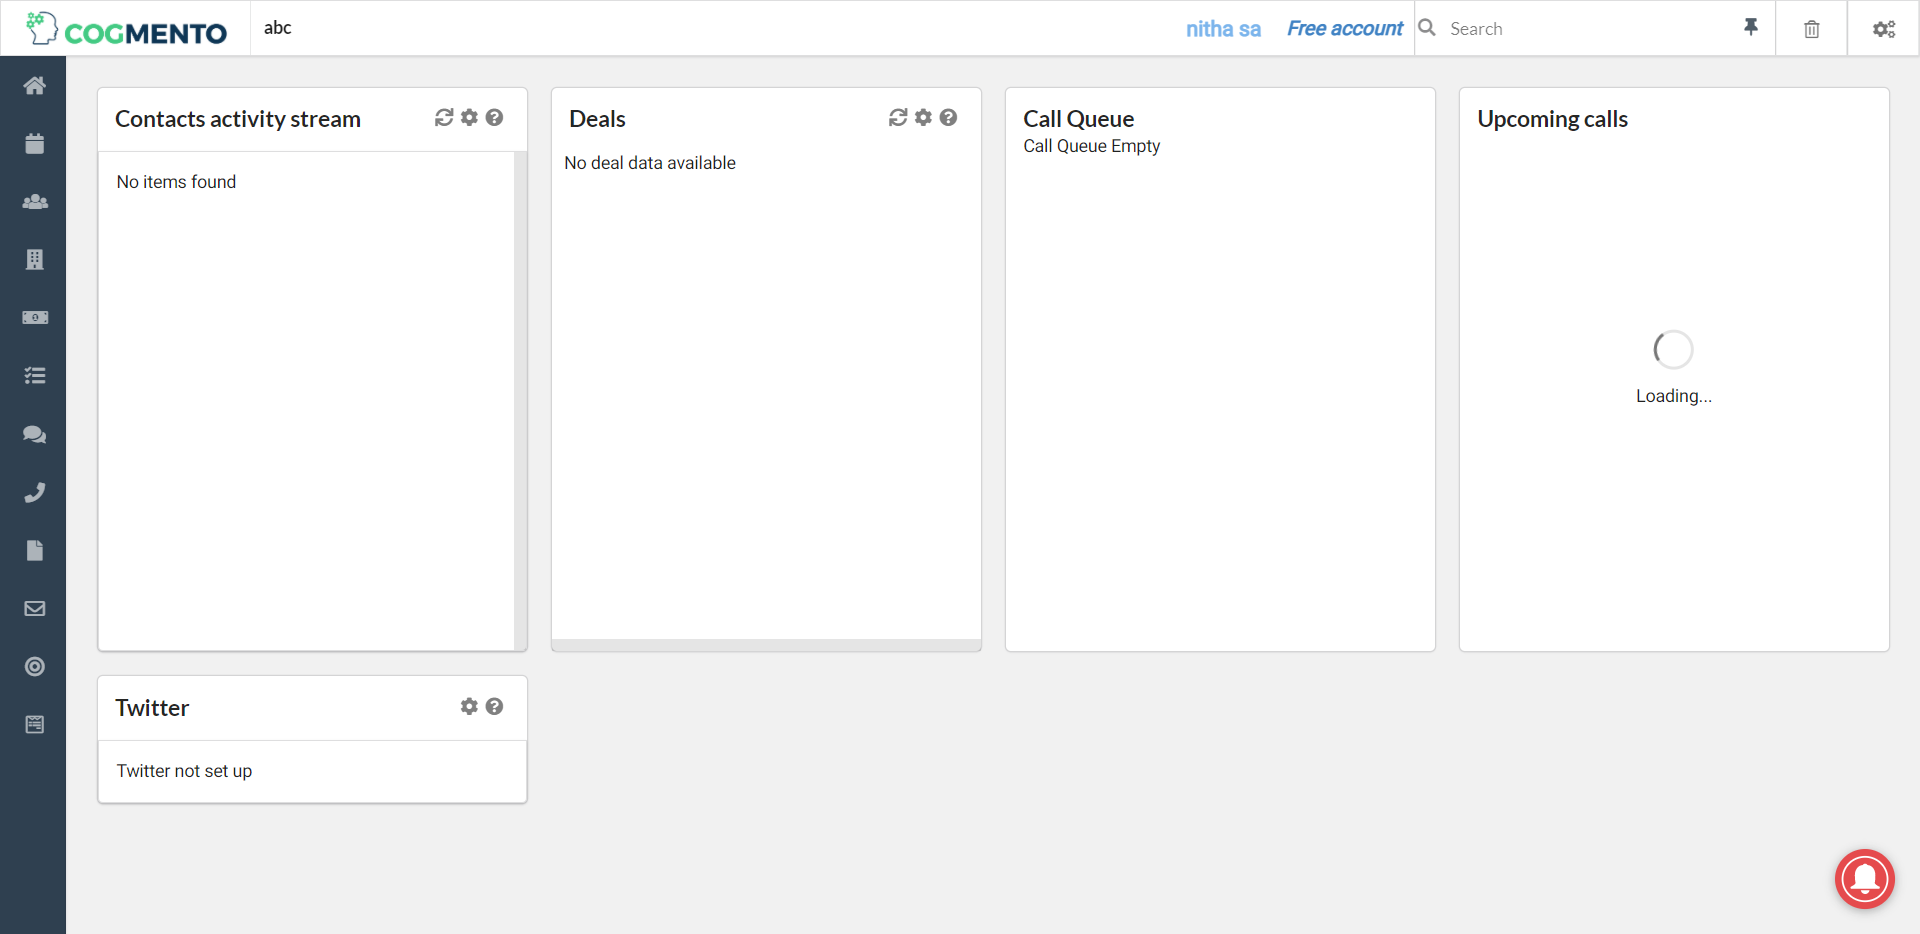 COGMENTO
abc
nitha sa
Free account
Search
Contacts activity stream
No items found
Deals
No deal data available
Call Queue
Call Queue Empty
Upcoming calls
Loading...
Twitter
Twitter not set up